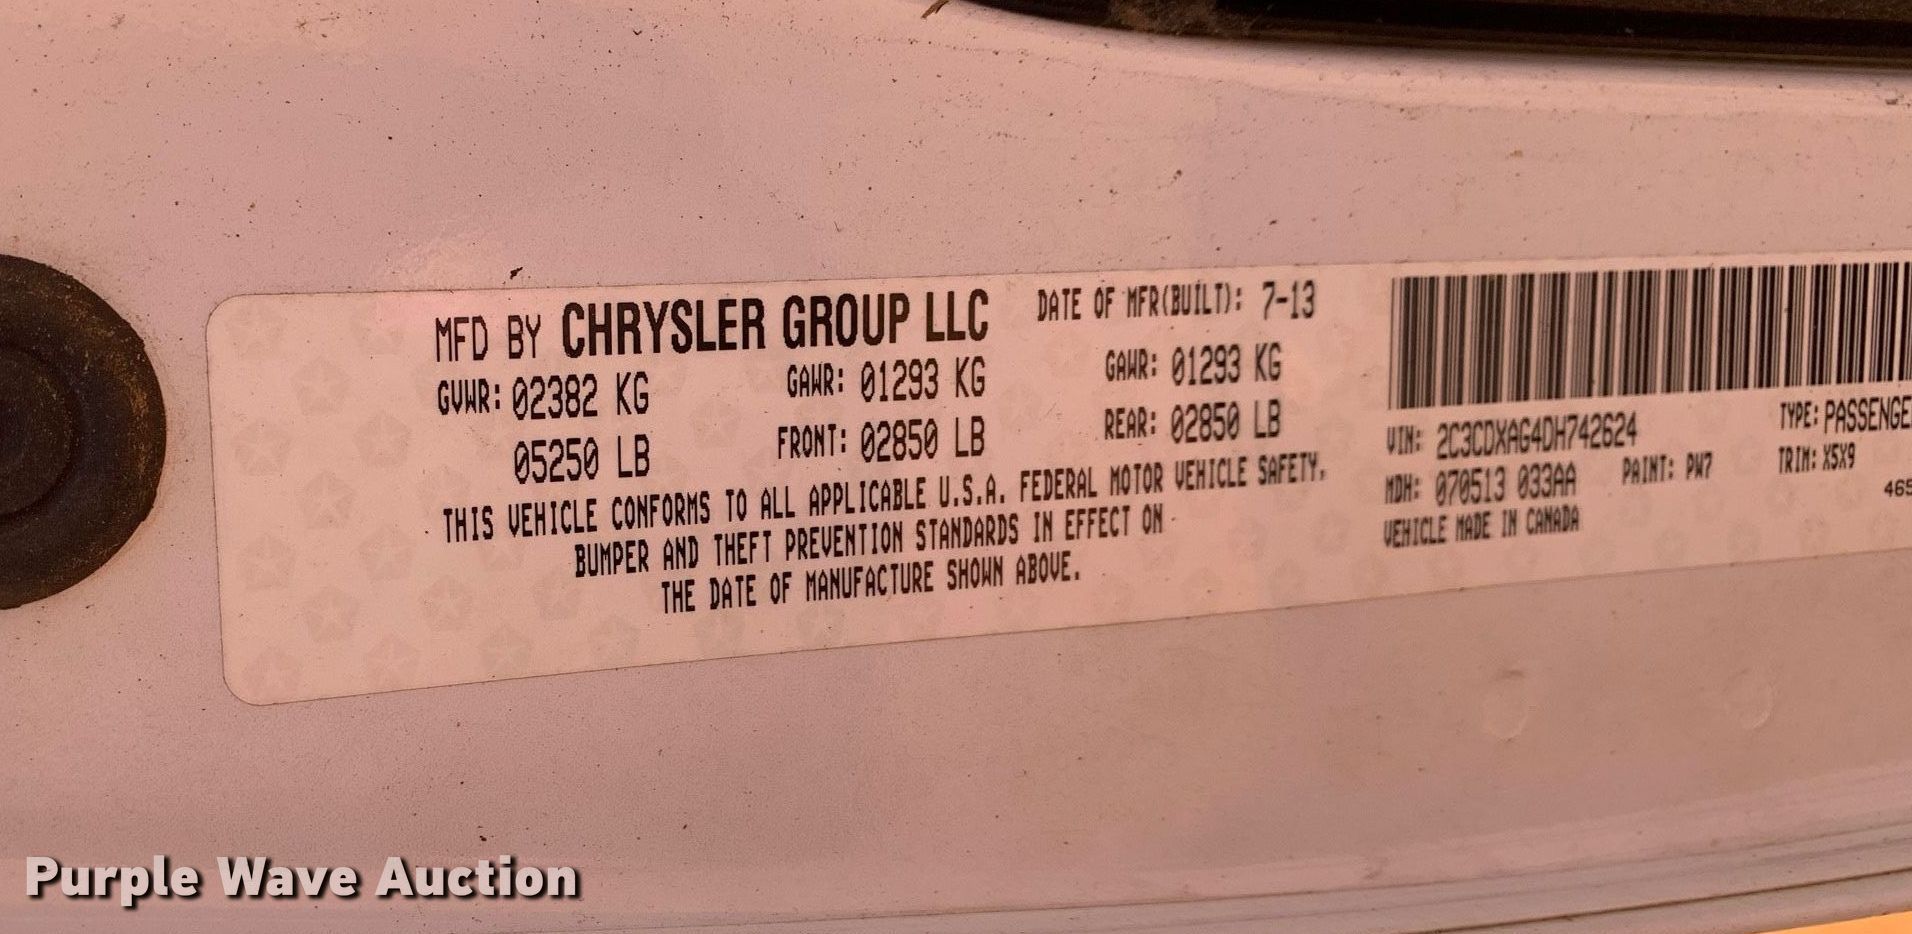 MFD BY CHRYSLER GROUP LLC
DATE OF MFR(BUILT): 7-13
GVWR: 02382 KG
GAWR: 01293 KG
GAWR: 01293 KG
05250 LB
FRONT: 02850 LB
REAR: 02850 LB
THIS VEHICLE CONFORMS TO ALL APPLICABLE U.S.A. FEDERAL MOTOR VEHICLE SAFETY,
BUMPER AND THEFT PREVENTION STANDARDS IN EFFECT ON
THE DATE OF MANUFACTURE SHOWN ABOVE.
VIN: 2C3CDXAG4DH742624
TYPE: PASSENGE
MDH: 070513 033AA
PAINT: PW7
TRIM: X5X9
VEHICLE MADE IN CANADA
465
Purple Wave Auction